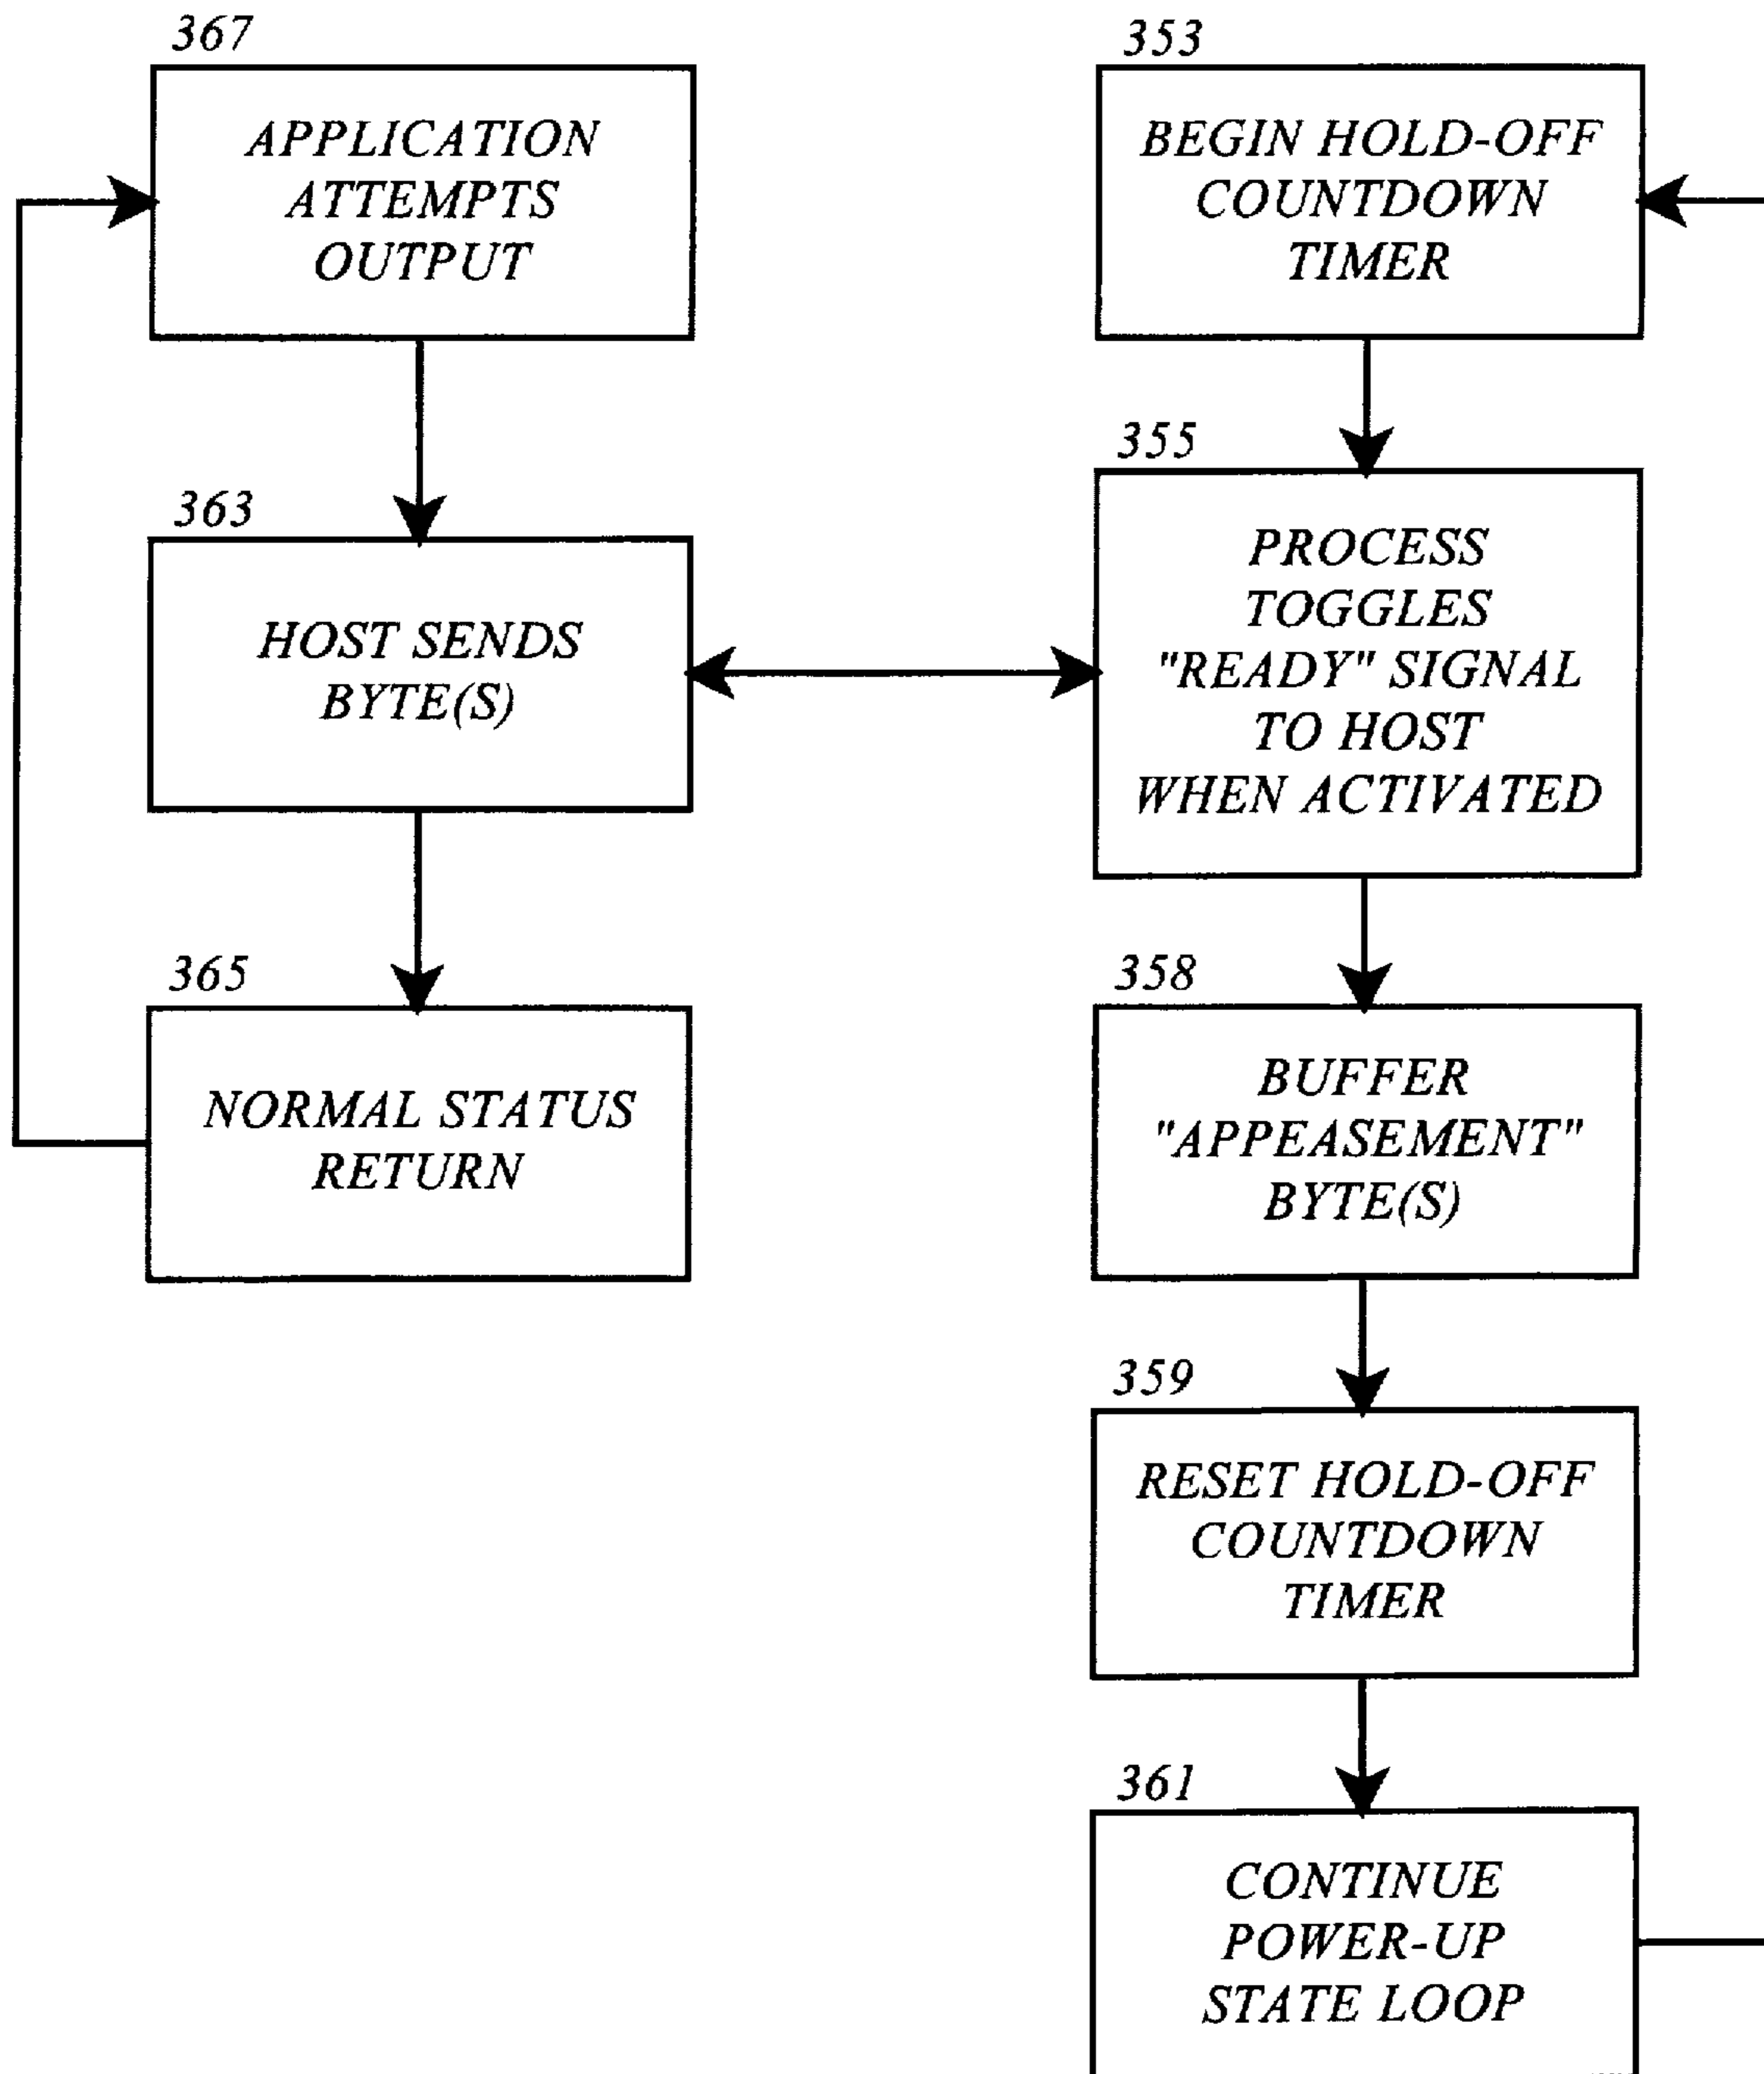 367
APPLICATION
ATTEMPTS
OUTPUT
363
HOST SENDS
BYTE(S)
365
NORMAL STATUS
RETURN
353
BEGIN HOLD-OFF
COUNTDOWN
TIMER
355
PROCESS
TOGGLES
"READY" SIGNAL
TO HOST
WHEN ACTIVATED
358
BUFFER
"APPEASEMENT"
BYTE(S)
359
RESET HOLD-OFF
COUNTDOWN
TIMER
361
CONTINUE
POWER-UP
STATE LOOP